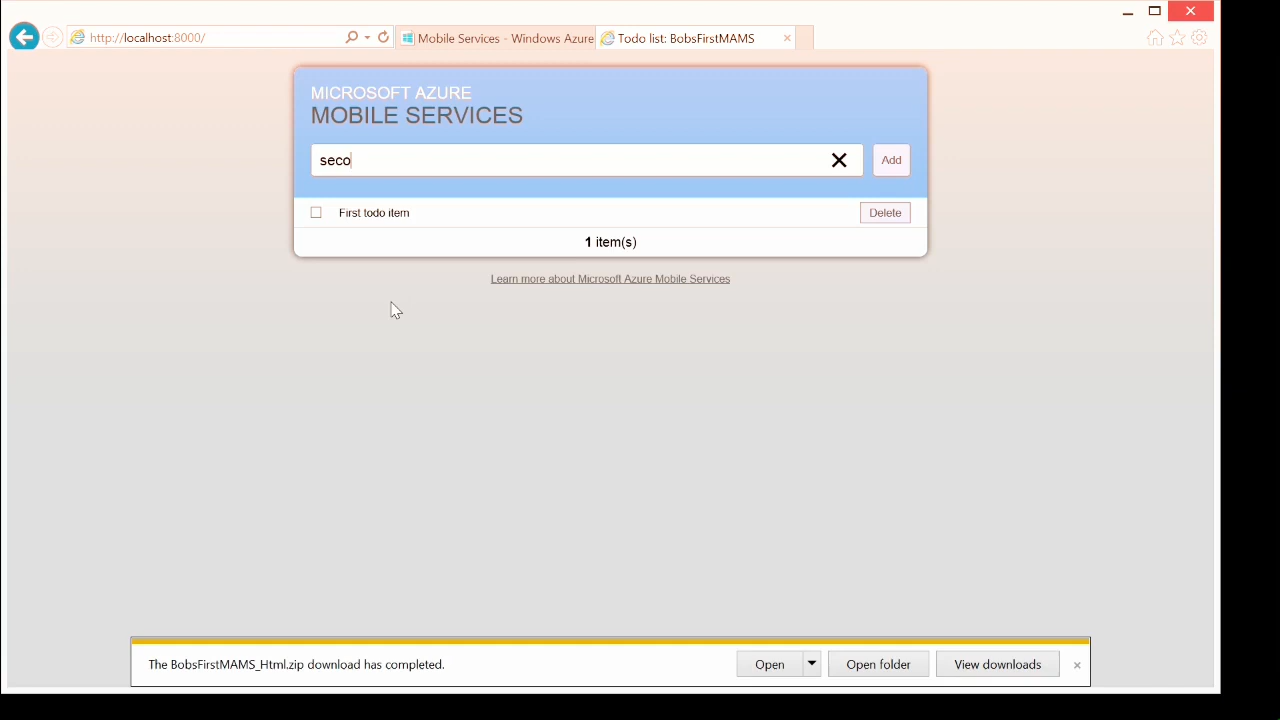 http://localhost:8000/
Mobile Services - Windows Azure
Todo list: BobsFirstMAMS
MICROSOFT AZURE
MOBILE SERVICES
seco
Add
First todo item
Delete
1 item(s)
Learn more about Microsoft Azure Mobile Services
The BobsFirstMAMS_Html.zip download has completed.
Open
Open folder
View downloads